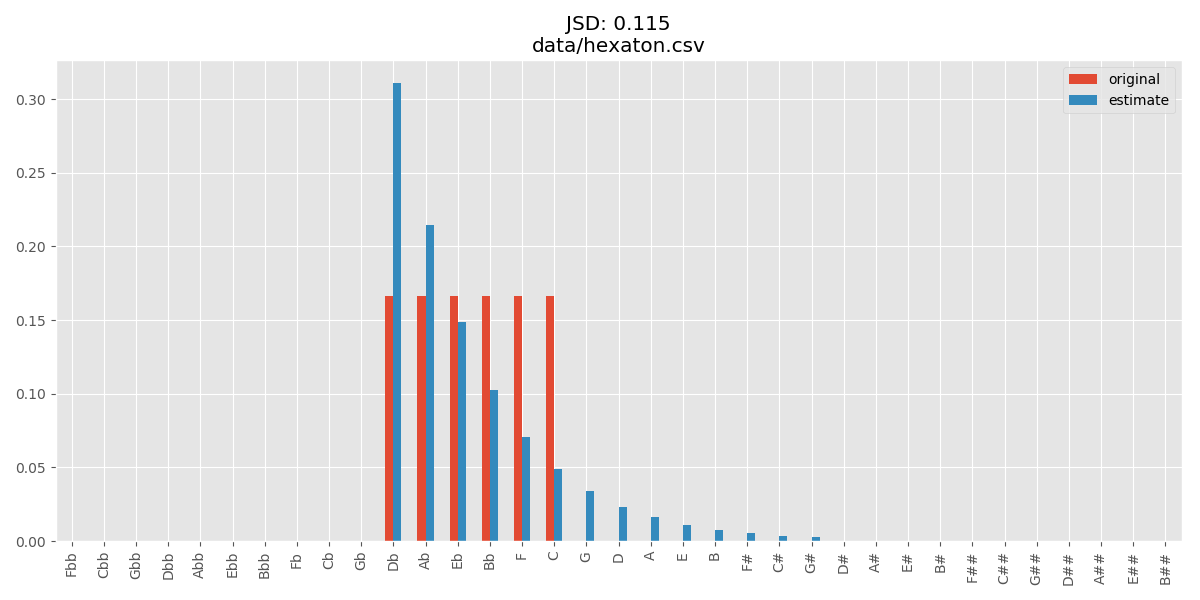 JSD: 0.115
data/hexaton.csv
original
estimate
0.30
0.25
0.20
0.15
0.10
0.05
0.00
Fbb
Cbb
Gbb
Dbb
Abb
Ebb
Bbb
Fb
Cb
Gb
Db
Ab
Eb
Bb
F
C
G
D
A
E
B
F#
C#
G#
D#
A#
E#
B#
F##
C##
G##
D##
A##
E##
B##